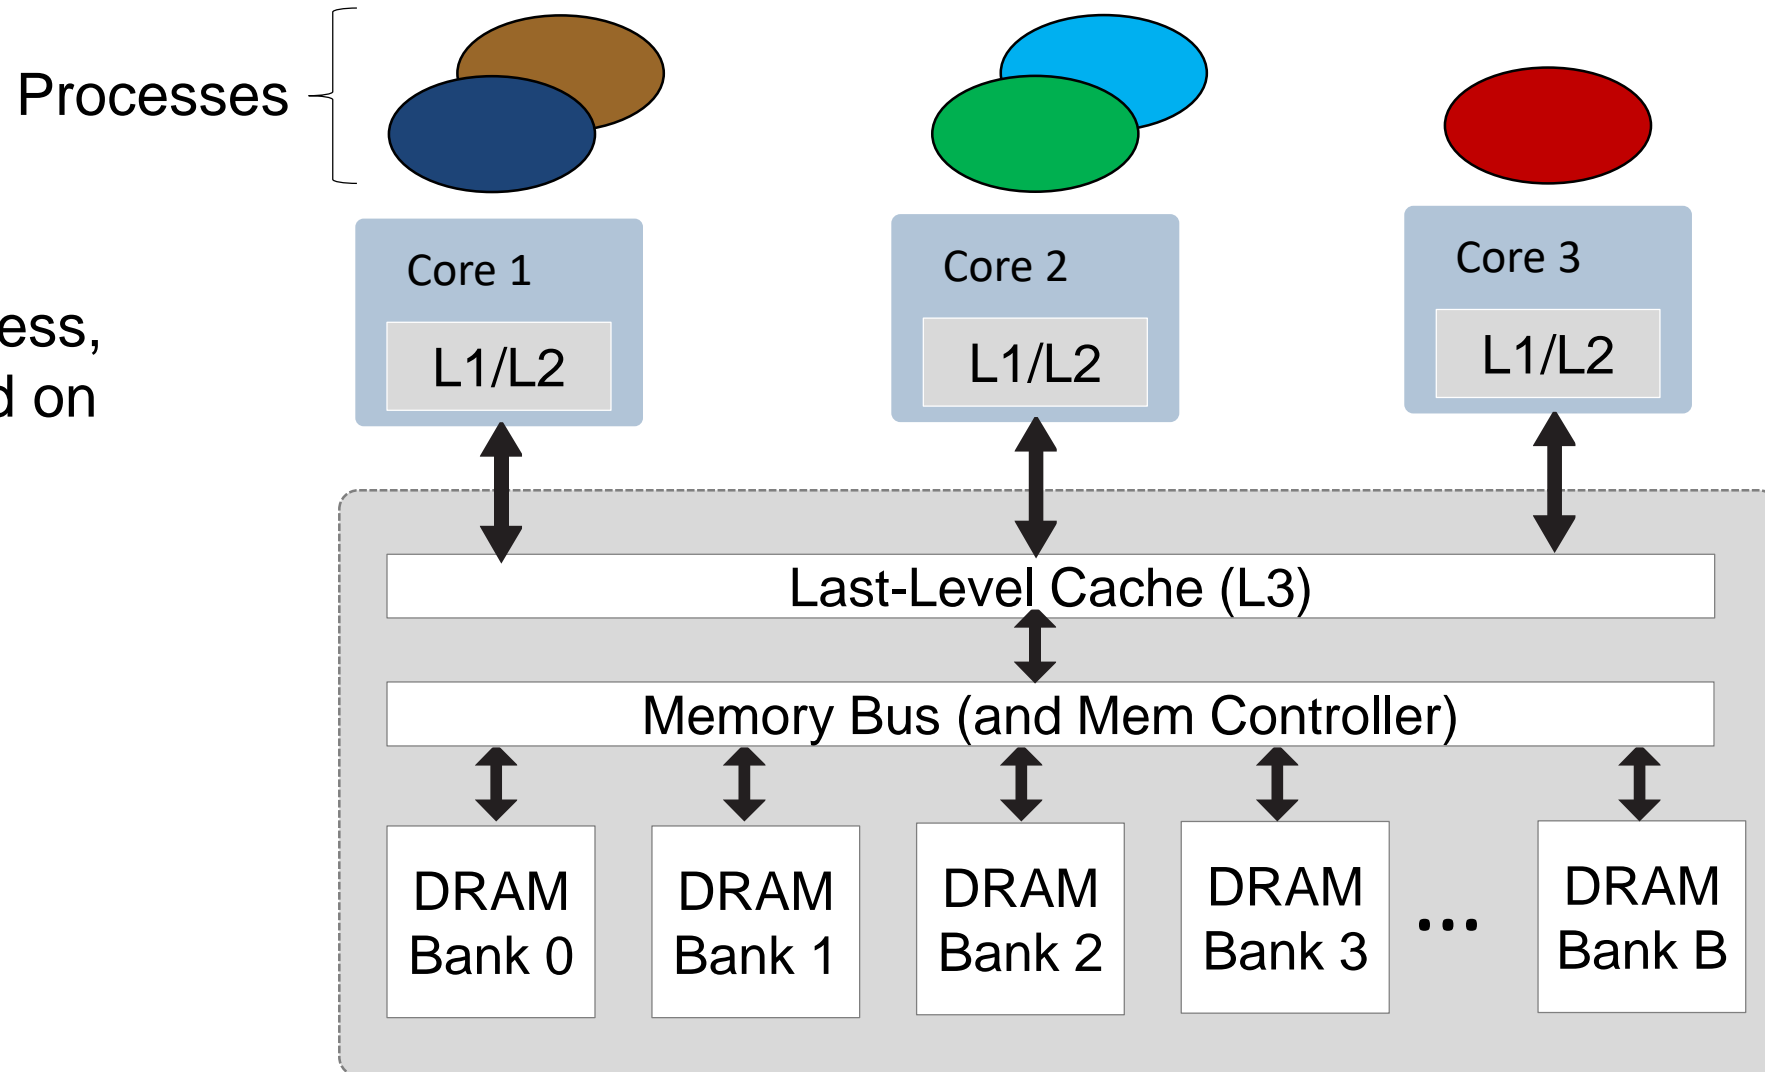 Processes
Core 1
Core 2
Core 3
ess,
d on
L1/L2
L1/L2
L1/L2
Last-Level Cache (L3)
Memory Bus (and Mem Controller)
DRAM
Bank 0
DRAM
Bank 1
DRAM
Bank 2
DRAM
Bank 3
...
DRAM
Bank B